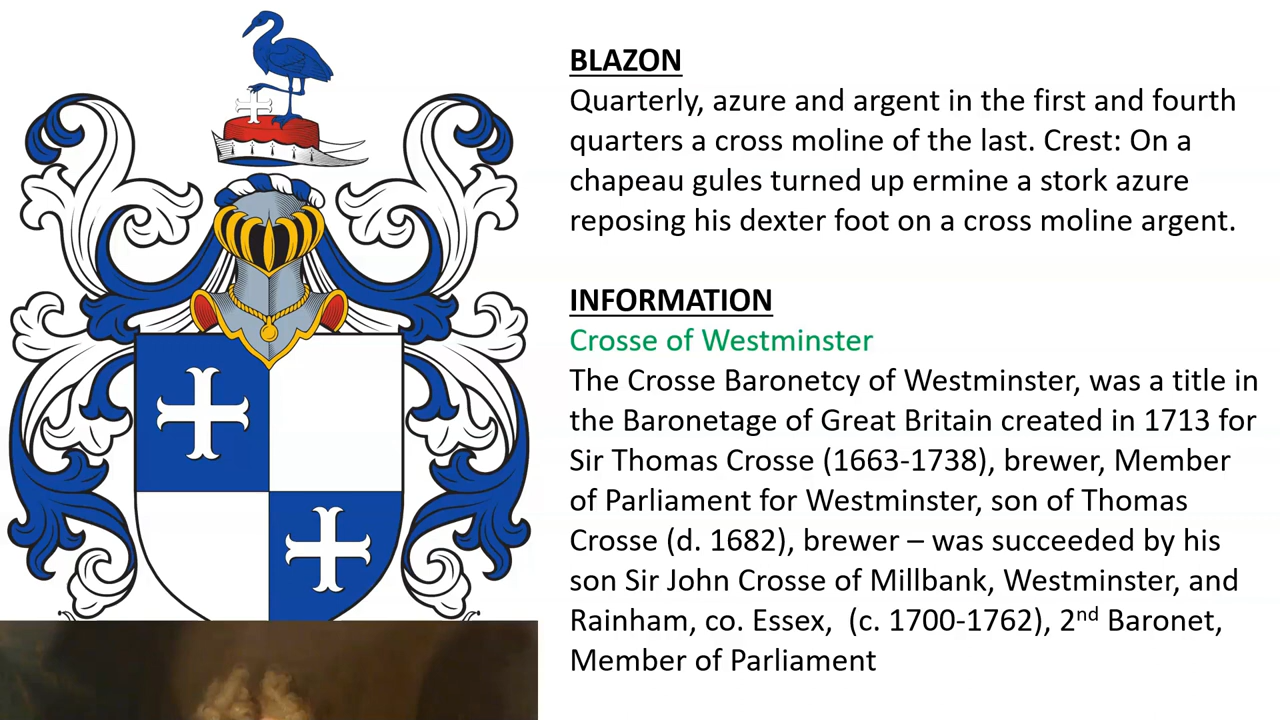 BLAZON
Quarterly, azure and argent in the first and fourth
quarters a cross moline of the last. Crest: On a
chapeau gules turned up ermine a stork azure
reposing his dexter foot on a cross moline argent.
INFORMATION
Crosse of Westminster
The Crosse Baronetcy of Westminster, was a title in
the Baronetage of Great Britain created in 1713 for
Sir Thomas Crosse (1663-1738), brewer, Member
of Parliament for Westminster, son of Thomas
Crosse (d. 1682), brewer – was succeeded by his
son Sir John Crosse of Millbank, Westminster, and
Rainham, co. Essex,  (c. 1700-1762), 2nd Baronet,
Member of Parliament